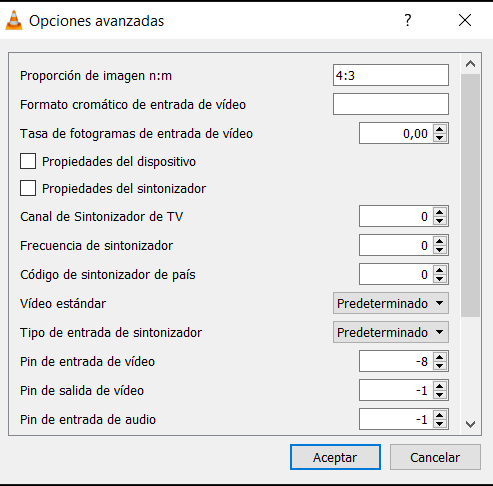 Opciones avanzadas
?
Proporción de imagen n:m 4:3
Formato cromático de entrada de vídeo
Tasa de fotogramas de entrada de vídeo 0,00
Propiedades del dispositivo
Propiedades del sintonizador
Canal de Sintonizador de TV 0
Frecuencia de sintonizador 0
Código de sintonizador de país 0
Vídeo estándar Predeterminado
Tipo de entrada de sintonizador Predeterminado
Pin de entrada de vídeo -8
Pin de salida de vídeo -1
Pin de entrada de audio -1
Aceptar Cancelar